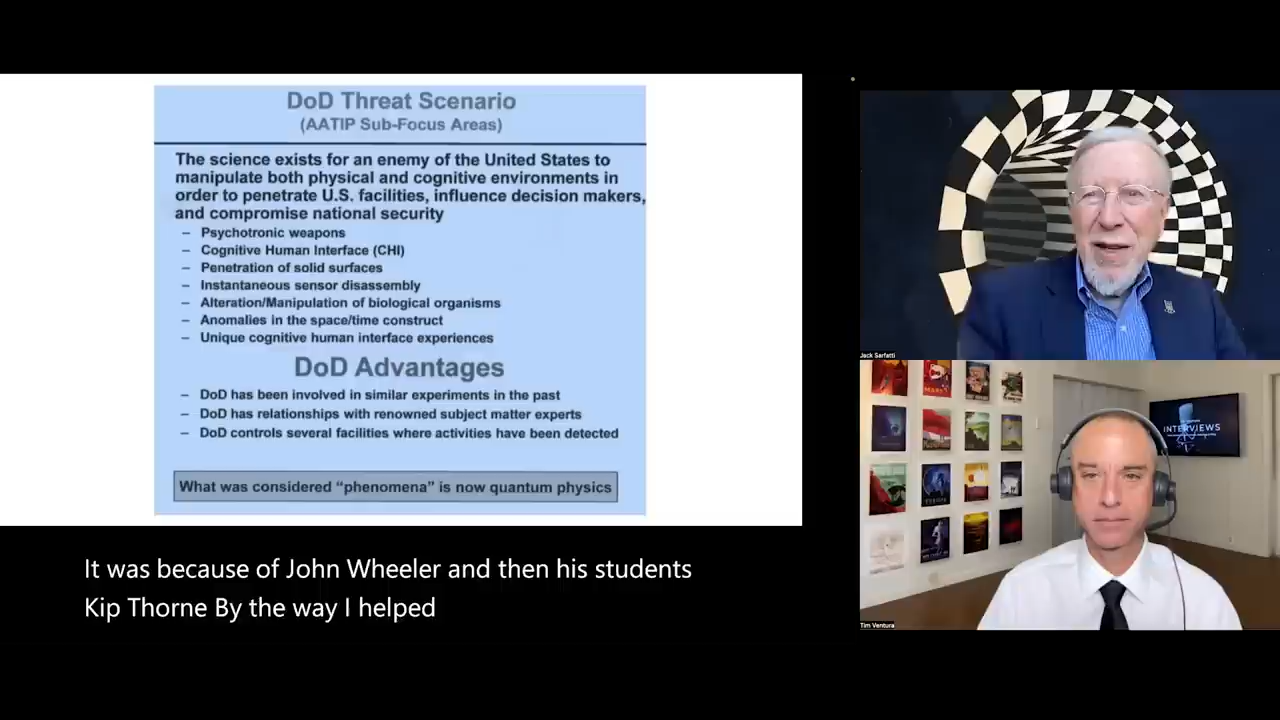 DoD Threat Scenario
(AATIP Sub-Focus Areas)
The science exists for an enemy of the United States to
manipulate both physical and cognitive environments in
order to penetrate U.S. facilities, influence decision makers,
and compromise national security
– Psychotronic weapons
– Cognitive Human Interface (CHI)
– Penetration of solid surfaces
– Instantaneous sensor disassembly
– Alteration/Manipulation of biological organisms
– Anomalies in the space/time construct
– Unique cognitive human interface experiences
DoD Advantages
– DoD has been involved in similar experiments in the past
– DoD has relationships with renowned subject matter experts
– DoD controls several facilities where activities have been detected
What was considered “phenomena” is now quantum physics
It was because of John Wheeler and then his students
Kip Thorne By the way I helped
Jack Sarfatti
INTERVIEWS
Tim Ventura